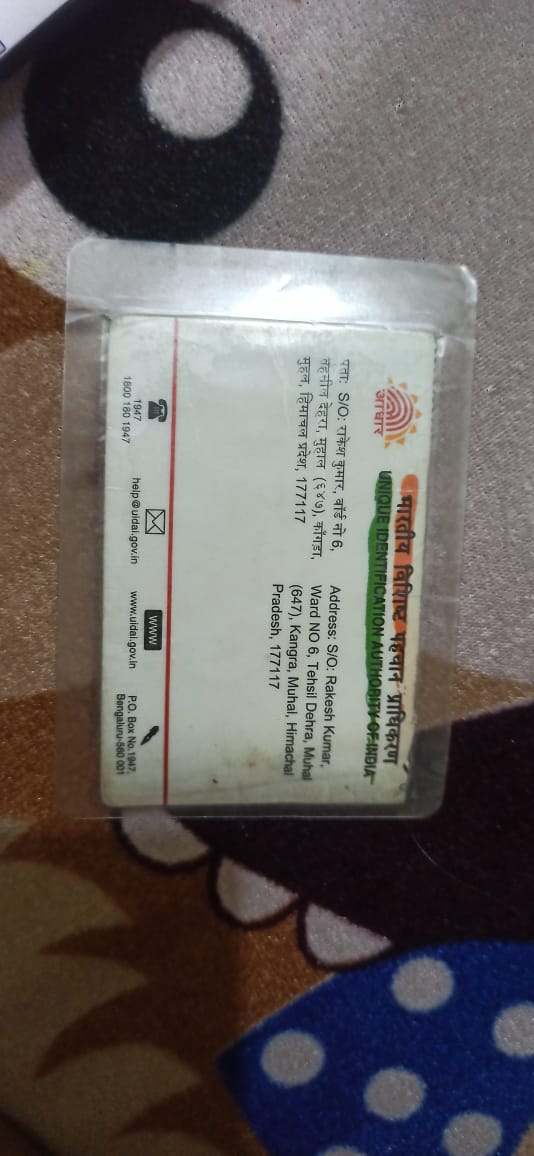 भारतीय विशिष्ट पहचान प्राधिकरण
UNIQUE IDENTIFICATION AUTHORITY OF INDIA
आधार
पता: S/O: राकेश कुमार, वॉर्ड नो 6,
तहसील देहरा, मुहाल (६४७), काँगड़ा,
मुहल, हिमाचल प्रदेश, 177117
Address: S/O: Rakesh Kumar,
Ward NO 6, Tehsil Dehra, Muhal
(647), Kangra, Muhal, Himachal
Pradesh, 177117
1947
1800 180 1947
help@uidai.gov.in
WWW
www.uidai.gov.in
P.O. Box No.1947,
Bengaluru-560 001